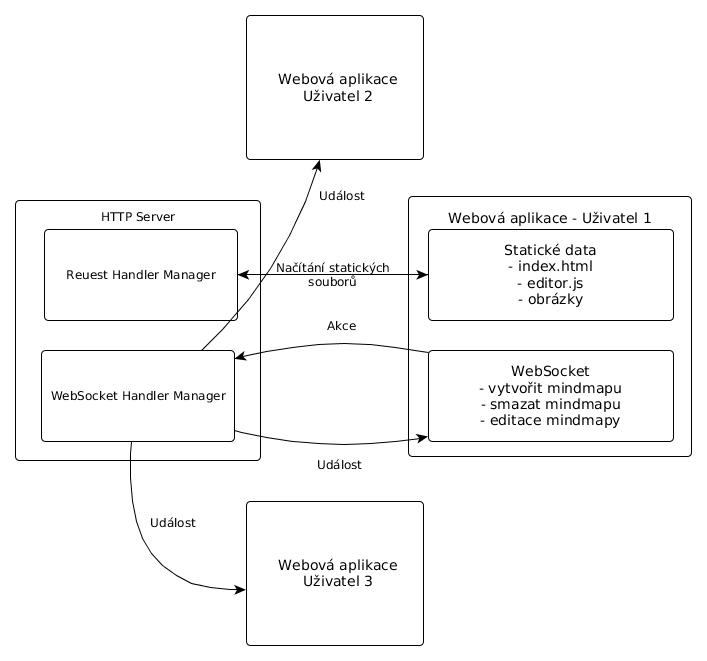 Webová aplikace
Uživatel 2
Událost
HTTP Server
Reuest Handler Manager
WebSocket Handler Manager
Načítání statických
souborů
Akce
Událost
Webová aplikace - Uživatel 1
Statické data
- index.html
- editor.js
- obrázky
WebSocket
- vytvořit mindmapu
- smazat mindmapu
- editace mindmapy
Událost
Webová aplikace
Uživatel 3